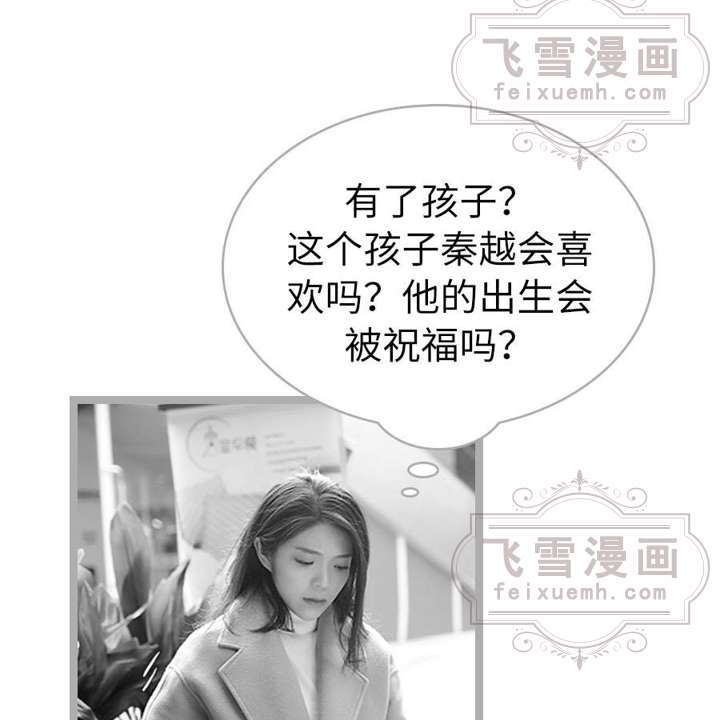 飞雪漫画
feixuemh.com
有了孩子?
这个孩子秦越会喜
欢吗? 他的出生会
被祝福吗?
飞雪漫画
feixuemh.com